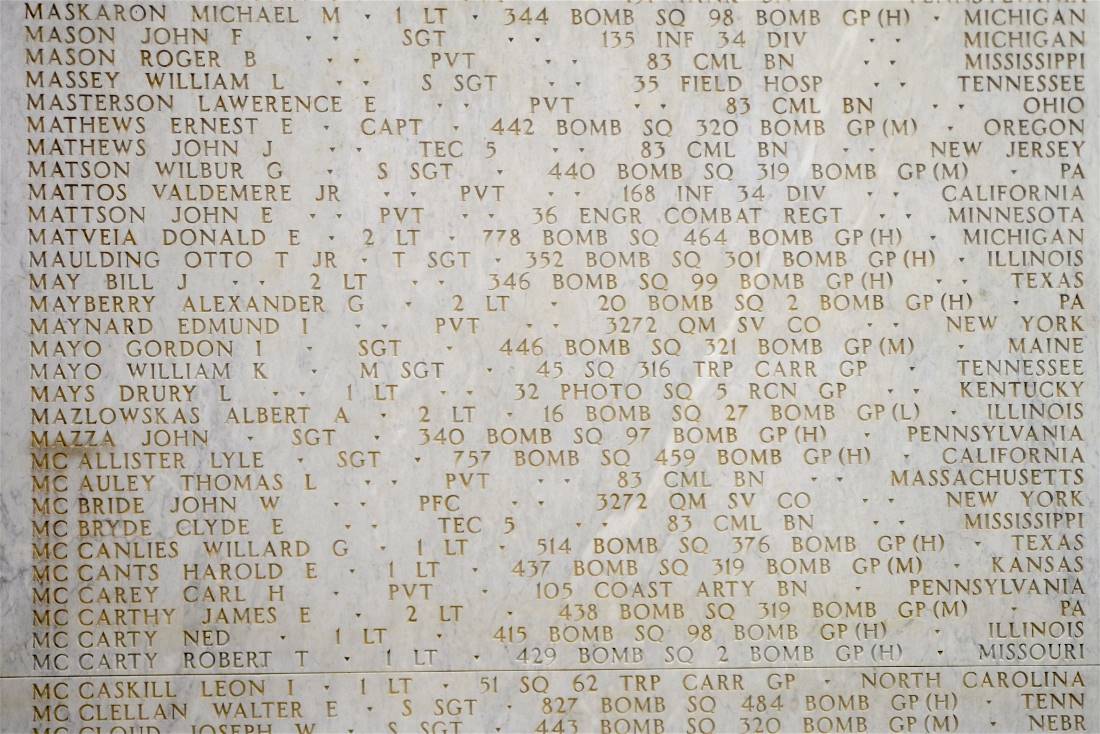 MASKARON MICHAEL M · 1 LT · 344 BOMB SQ 98 BOMB GP (H) · MICHIGAN
MASON JOHN F · · SGT · · 135 INF 34 DIV · · MICHIGAN
MASON ROGER B · · PVT · · 83 CML BN · · MISSISSIPPI
MASSEY WILLIAM L · · S SGT · · 35 FIELD HOSP · · TENNESSEE
MASTERSON LAWERENCE E · · PVT · · 83 CML BN · · OHIO
MATHEWS ERNEST E · CAPT · 442 BOMB SQ 320 BOMB GP (M) · OREGON
MATHEWS JOHN J · · TEC 5 · · 83 CML BN · · NEW JERSEY
MATSON WILBUR G · S SGT · 440 BOMB SQ 319 BOMB GP (M) · PA
MATTOS VALDEMERE JR · · PVT · · 168 INF 34 DIV · · CALIFORNIA
MATTSON JOHN E · · PVT · · 36 ENGR COMBAT REGT · · MINNESOTA
MATVEIA DONALD E · 2 LT · 778 BOMB SQ 464 BOMB GP (H) · MICHIGAN
MAULDING OTTO T JR · T SGT · 352 BOMB SQ 301 BOMB GP (H) · ILLINOIS
MAY BILL J · · 2 LT · · 346 BOMB SQ 99 BOMB GP (H) · · TEXAS
MAYBERRY ALEXANDER G · 2 LT · 20 BOMB SQ 2 BOMB GP (H) · PA
MAYNARD EDMUND I · · PVT · · 3272 QM SV CO · · NEW YORK
MAYO GORDON I · SGT · 446 BOMB SQ 321 BOMB GP (M) · MAINE
MAYO WILLIAM K · M SGT · 45 SQ 316 TRP CARR GP · TENNESSEE
MAYS DRURY L · · 1 LT · · 32 PHOTO SQ 5 RCN GP · · KENTUCKY
MAZLOWSKAS ALBERT A · 2 LT · 16 BOMB SQ 27 BOMB GP (L) · ILLINOIS
MAZZA JOHN · SGT · 340 BOMB SQ 97 BOMB GP (H) · PENNSYLVANIA
MC ALLISTER LYLE · SGT · 757 BOMB SQ 459 BOMB GP (H) · CALIFORNIA
MC AULEY THOMAS L · · PVT · · 83 CML BN · · MASSACHUSETTS
MC BRIDE JOHN W · · PFC · · 3272 QM SV CO · · NEW YORK
MC BRYDE CLYDE E · · TEC 5 · · 83 CML BN · · MISSISSIPPI
MC CANLIES WILLARD G · 1 LT · 514 BOMB SQ 376 BOMB GP (H) · TEXAS
MC CANTS HAROLD E · 1 LT · 437 BOMB SQ 319 BOMB GP (M) · KANSAS
MC CAREY CARL H · PVT · 105 COAST ARTY BN · PENNSYLVANIA
MC CARTHY JAMES E · 2 LT · 438 BOMB SQ 319 BOMB GP (M) · PA
MC CARTY NED · 1 LT · 415 BOMB SQ 98 BOMB GP (H) · ILLINOIS
MC CARTY ROBERT T · 1 LT · 429 BOMB SQ 2 BOMB GP (H) · MISSOURI
MC CASKILL LEON I · 1 LT · 51 SQ 62 TRP CARR GP · NORTH CAROLINA
MC CLELLAN WALTER E · S SGT · 827 BOMB SQ 484 BOMB GP (H) · TENN
MC CLOUD JOSEPH W · S SGT · 443 BOMB SQ 320 BOMB GP (M) · NEBR